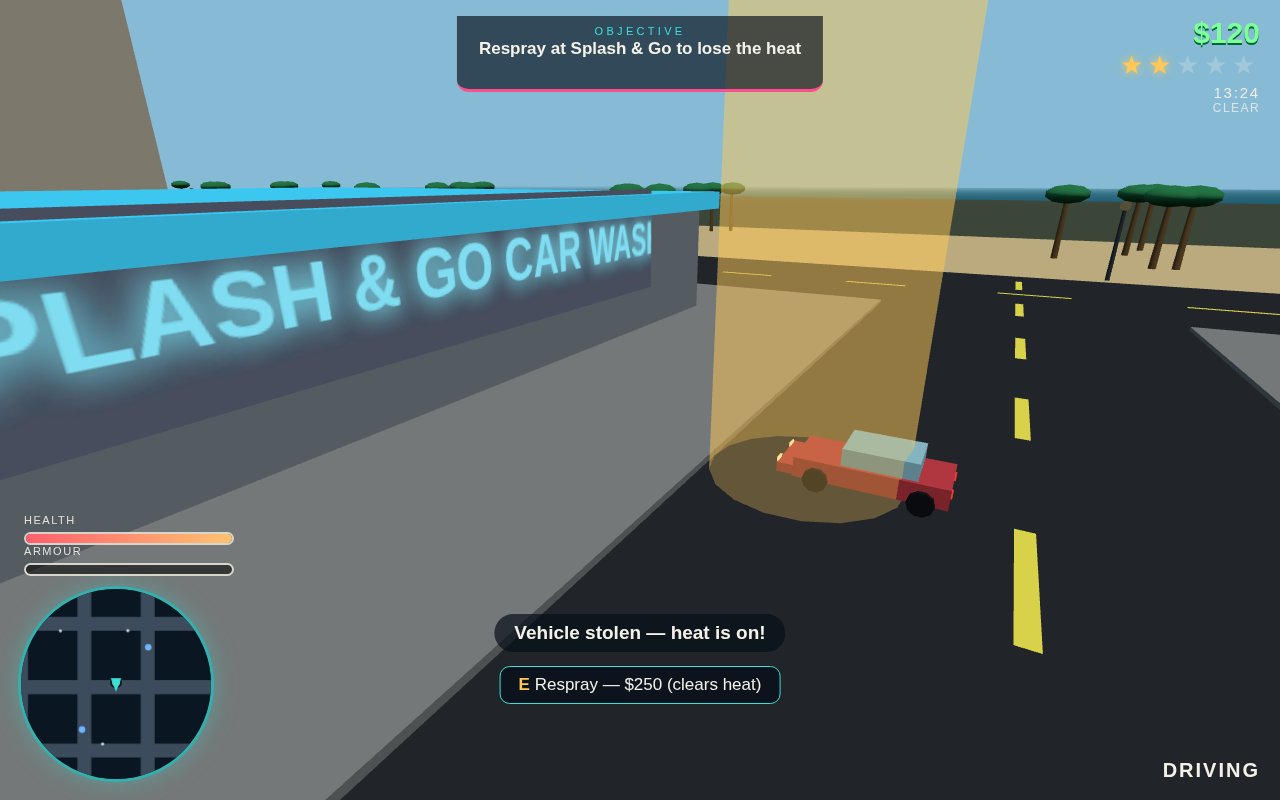 OBJECTIVE
Respray at Splash & Go to lose the heat
$120
13:24
CLEAR
PLASH & GO CAR WASH
HEALTH
ARMOUR
Vehicle stolen — heat is on!
E Respray — $250 (clears heat)
DRIVING